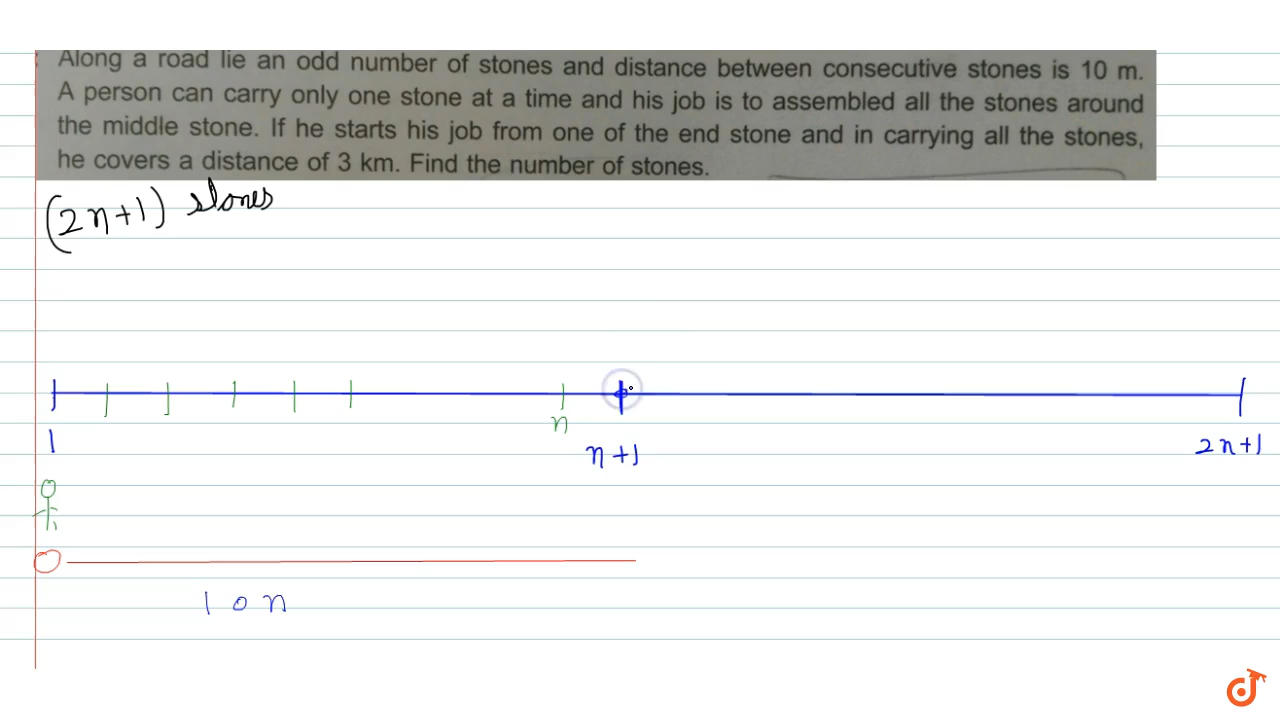 Along a road lie an odd number of stones and distance between consecutive stones is 10 m.
A person can carry only one stone at a time and his job is to assembled all the stones around
the middle stone. If he starts his job from one of the end stone and in carrying all the stones,
he covers a distance of 3 km. Find the number of stones.
(2n+1) stones
n
1
n+1
2n+1
10n